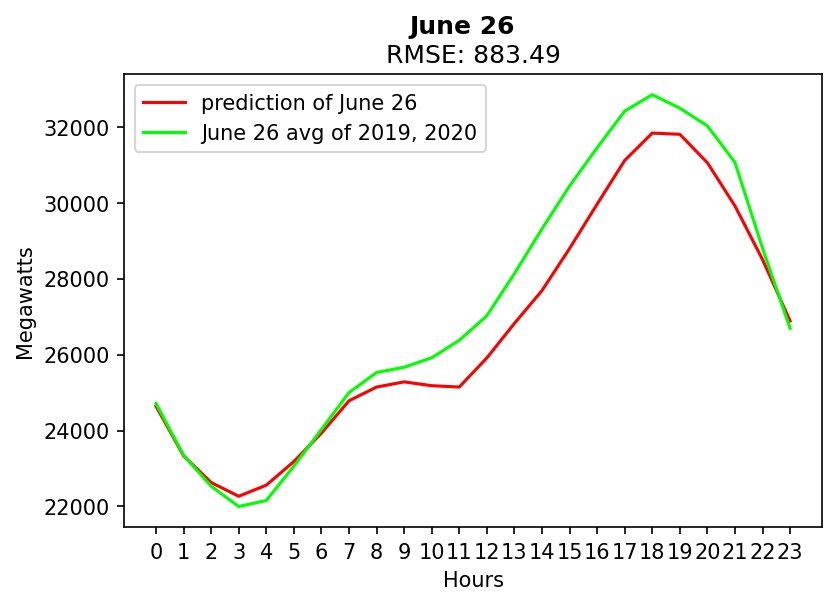 June 26
RMSE: 883.49
prediction of June 26
June 26 avg of 2019, 2020
32000
30000
28000
26000
24000
22000
Megawatts
0 1 2 3 4 5 6 7 8 9 10 11 12 13 14 15 16 17 18 19 20 21 22 23
Hours